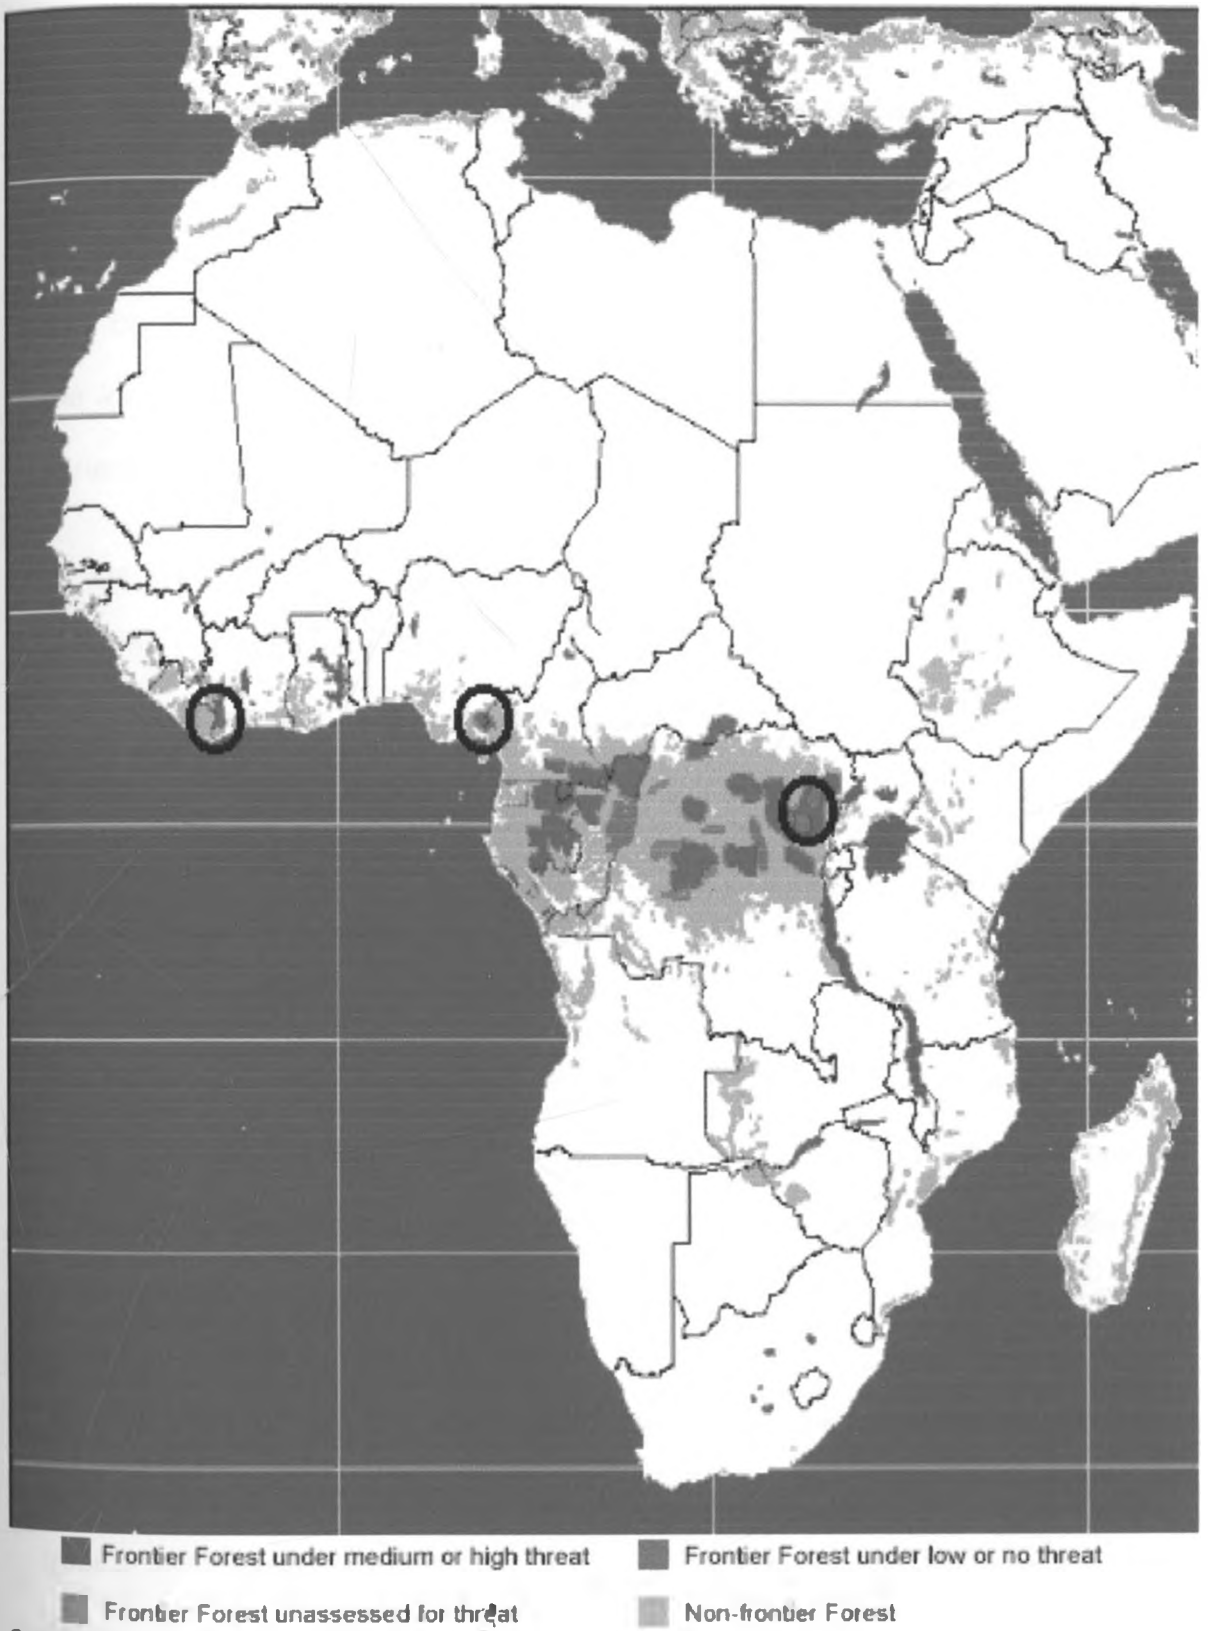 Frontier Forest under medium or high threat
Frontier Forest under low or no threat
Frontier Forest unassessed for threat
Non-frontier Forest